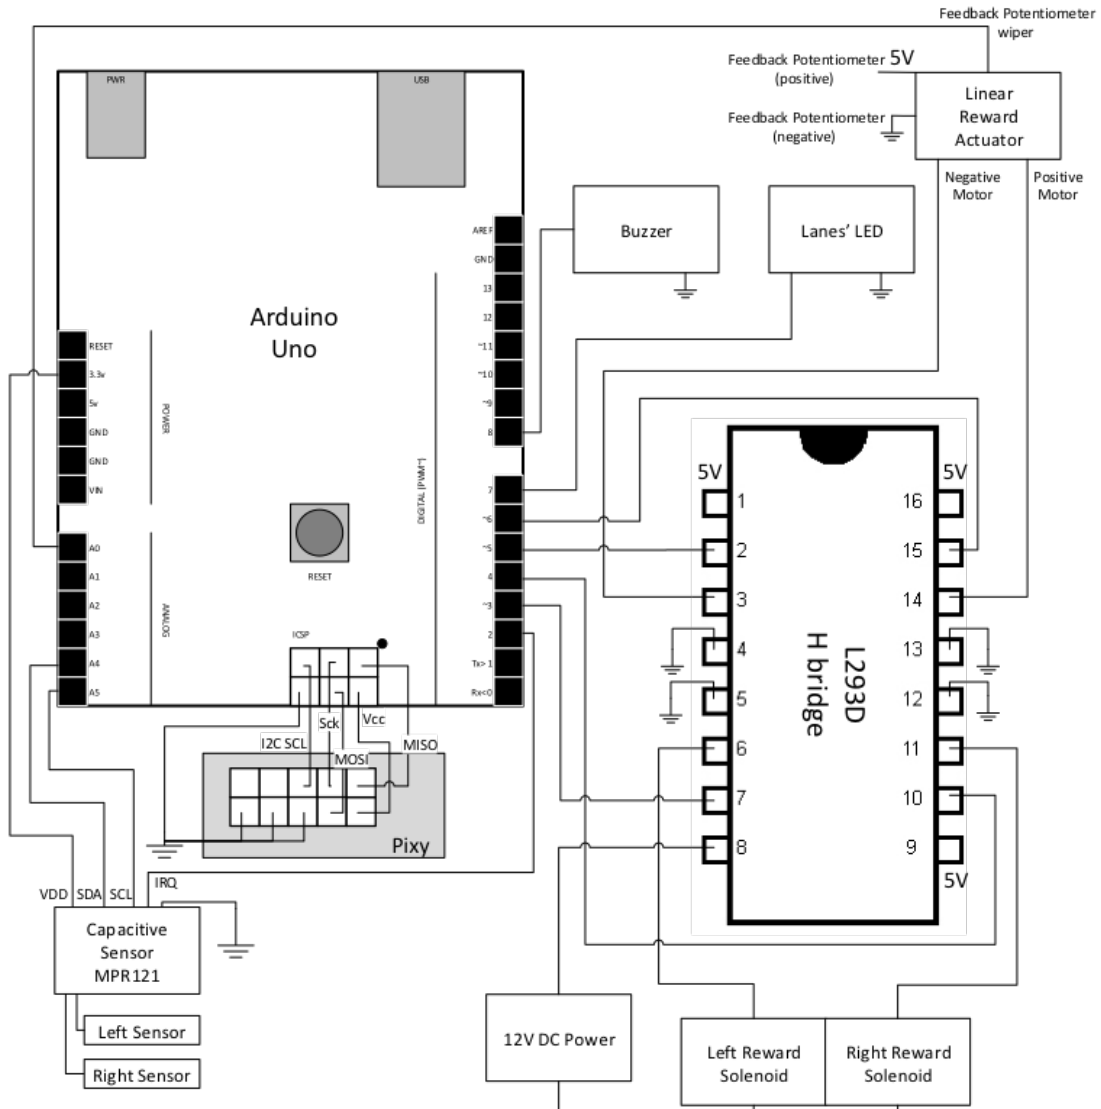 Feedback Potentiometer
wiper
Feedback Potentiometer 5V
(positive)
Linear
Reward
Actuator
Feedback Potentiometer
(negative)
Negative
Motor
Positive
Motor
PWR
USB
Buzzer
Lanes' LED
Arduino
Uno
AREF
GND
13
12
~11
~10
~9
8
7
~6
~5
4
~3
2
Tx>1
Rx<0
DIGITAL (PWM~)
RESET
3.3v
5v
GND
GND
VIN
POWER
A0
A1
A2
A3
A4
A5
ANALOG
RESET
ICSP
Sck
Vcc
I2C SCL
MOSI
MISO
Pixy
5V
5V
1
2
3
4
5
6
7
8
16
15
14
13
12
11
10
9
5V
L293D
H bridge
VDD
SDA
SCL
IRQ
Capacitive
Sensor
MPR121
Left Sensor
Right Sensor
12V DC Power
Left Reward
Solenoid
Right Reward
Solenoid